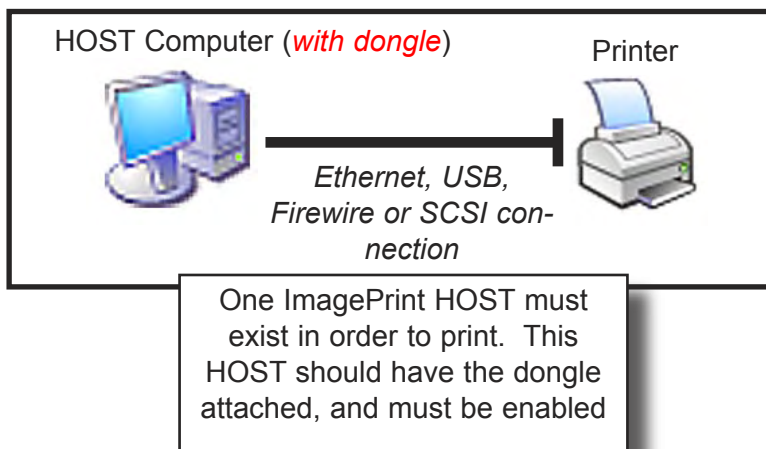 HOST Computer (with dongle)
Printer
Ethernet, USB,
Firewire or SCSI con-
nection
One ImagePrint HOST must
exist in order to print.  This
HOST should have the dongle
attached, and must be enabled